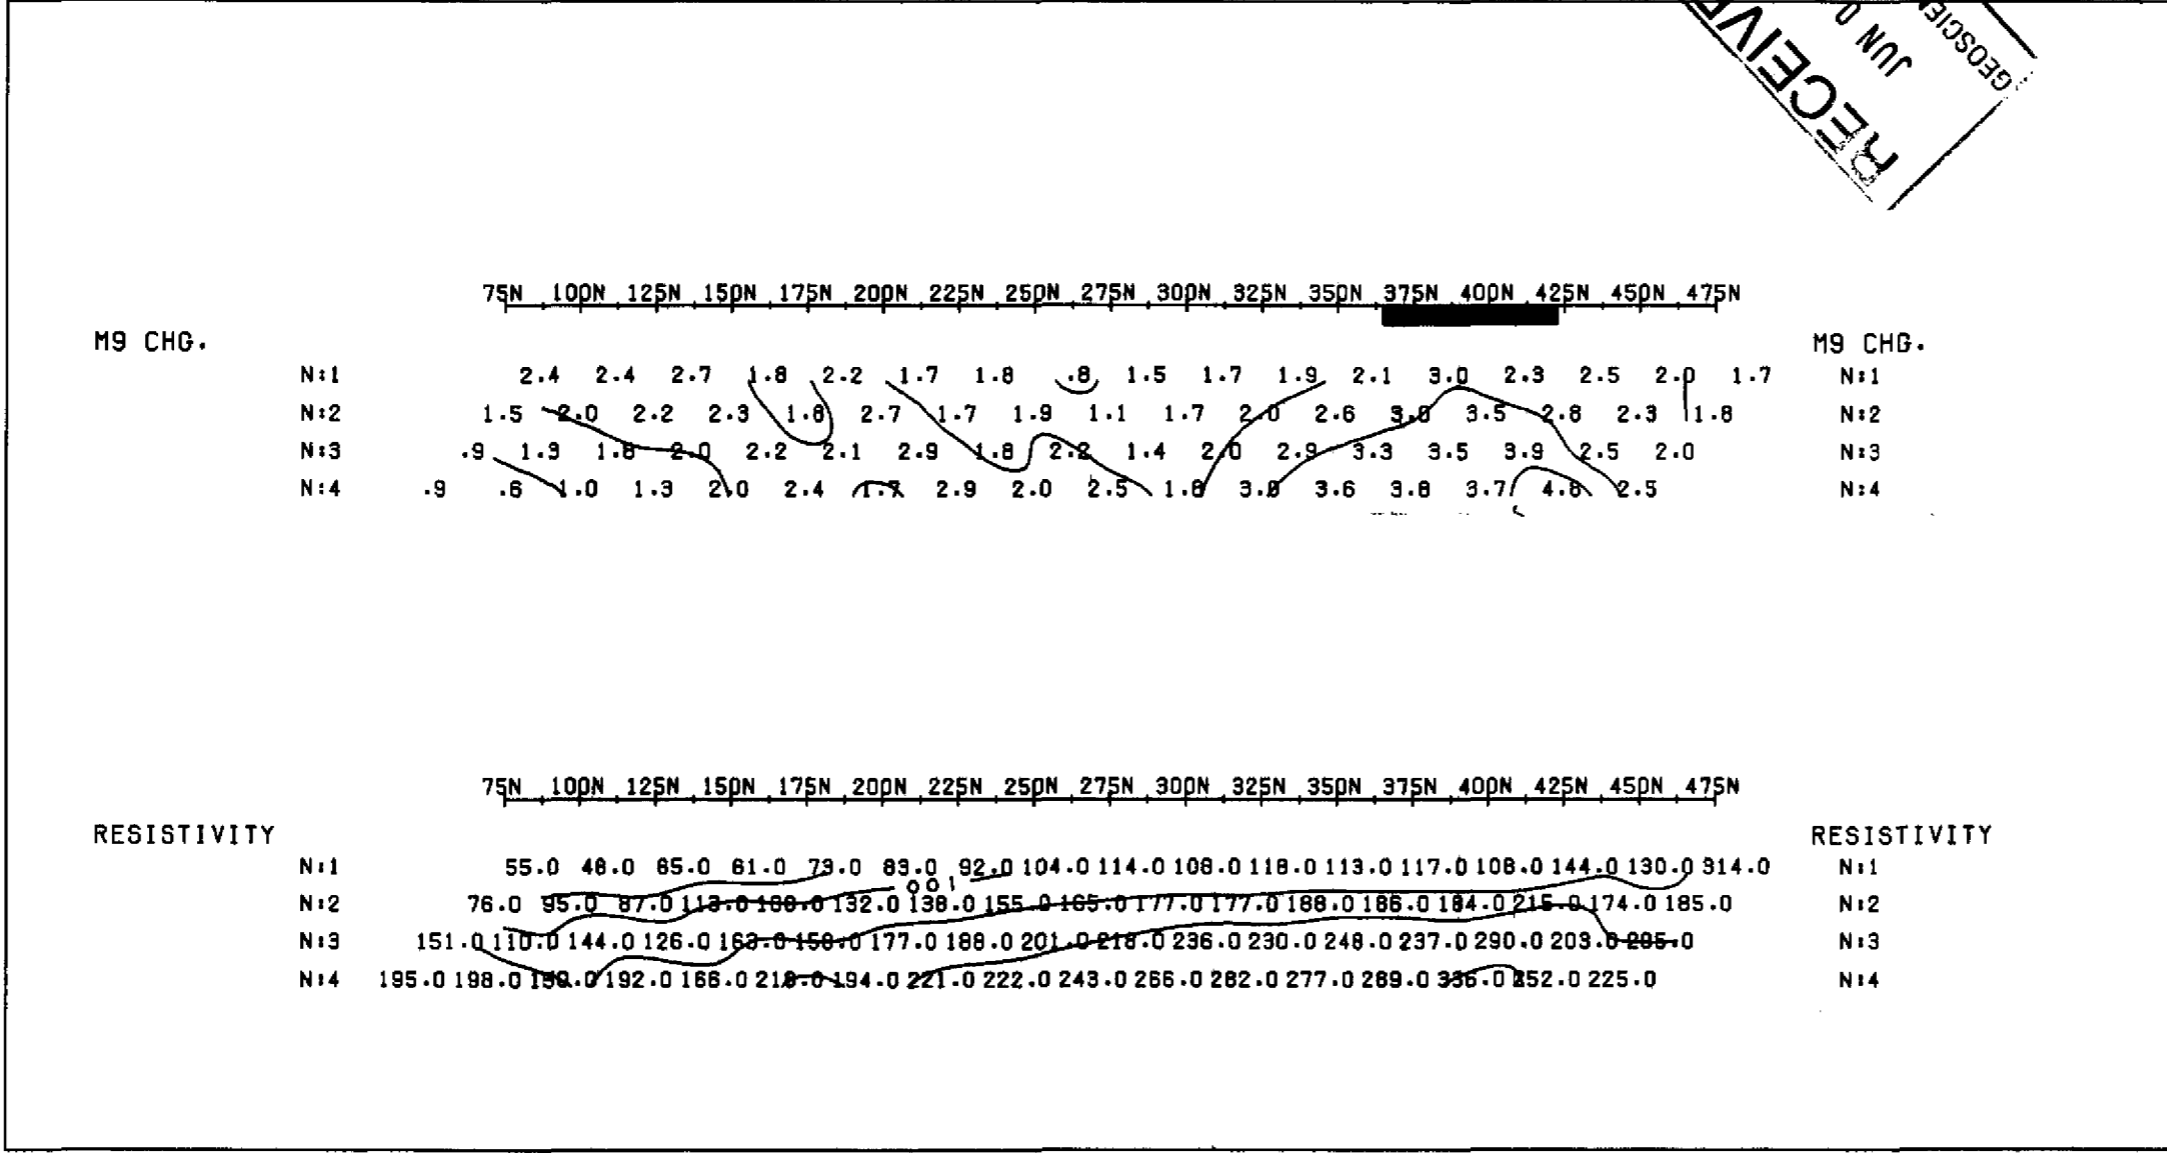 RECEIVE
JUN 0
GEOSCIEN
75N 100N 125N 150N 175N 200N 225N 250N 275N 300N 325N 350N 375N 400N 425N 450N 475N
M9 CHG. M9 CHG.
N:1 2.4 2.4 2.7 1.8 2.2 1.7 1.8 .8 1.5 1.7 1.9 2.1 3.0 2.3 2.5 2.0 1.7 N:1
N:2 1.5 2.0 2.2 2.3 1.8 2.7 1.7 1.9 1.1 1.7 2.0 2.6 3.0 3.5 2.8 2.3 1.8 N:2
N:3 .9 1.3 1.8 2.0 2.2 2.1 2.9 1.8 2.2 1.4 2.0 2.9 3.3 3.5 3.9 2.5 2.0 N:3
N:4 .9 .6 1.0 1.3 2.0 2.4 1.7 2.9 2.0 2.5 1.8 3.0 3.6 3.8 3.7 4.8 2.5 N:4
75N 100N 125N 150N 175N 200N 225N 250N 275N 300N 325N 350N 375N 400N 425N 450N 475N
RESISTIVITY RESISTIVITY
N:1 55.0 48.0 65.0 61.0 73.0 83.0 92.0 104.0 114.0 108.0 118.0 113.0 117.0 108.0 144.0 130.0 314.0 N:1
001
N:2 76.0 95.0 87.0 113.0 132.0 138.0 155.0 165.0 177.0 177.0 188.0 186.0 184.0 215.0 174.0 185.0 N:2
N:3 151.0 110.0 144.0 126.0 163.0 158.0 177.0 188.0 201.0 218.0 236.0 230.0 248.0 237.0 290.0 203.0 N:3
N:4 195.0 198.0 192.0 166.0 194.0 221.0 222.0 243.0 266.0 282.0 277.0 289.0 336.0 225.0 N:4